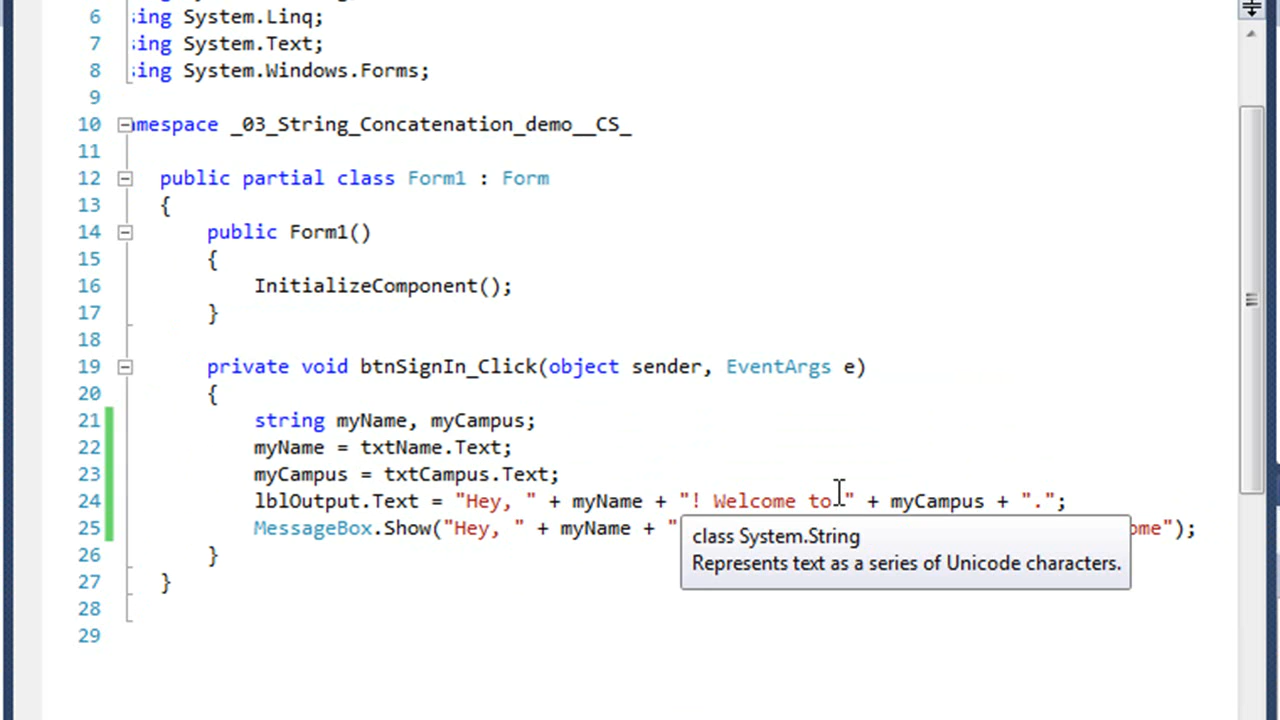 6 ing System.Linq;
7 ing System.Text;
8 ing System.Windows.Forms;
9
10 mespace _03_String_Concatenation_demo__CS_
11
12 public partial class Form1 : Form
13 {
14 public Form1()
15 {
16 InitializeComponent();
17 }
18
19 private void btnSignIn_Click(object sender, EventArgs e)
20 {
21 string myName, myCampus;
22 myName = txtName.Text;
23 myCampus = txtCampus.Text;
24 lblOutput.Text = "Hey, " + myName + "! Welcome to " + myCampus + ".";
25 MessageBox.Show("Hey, " + myName + " ome");
class System.String
Represents text as a series of Unicode characters.
26 }
27 }
28
29